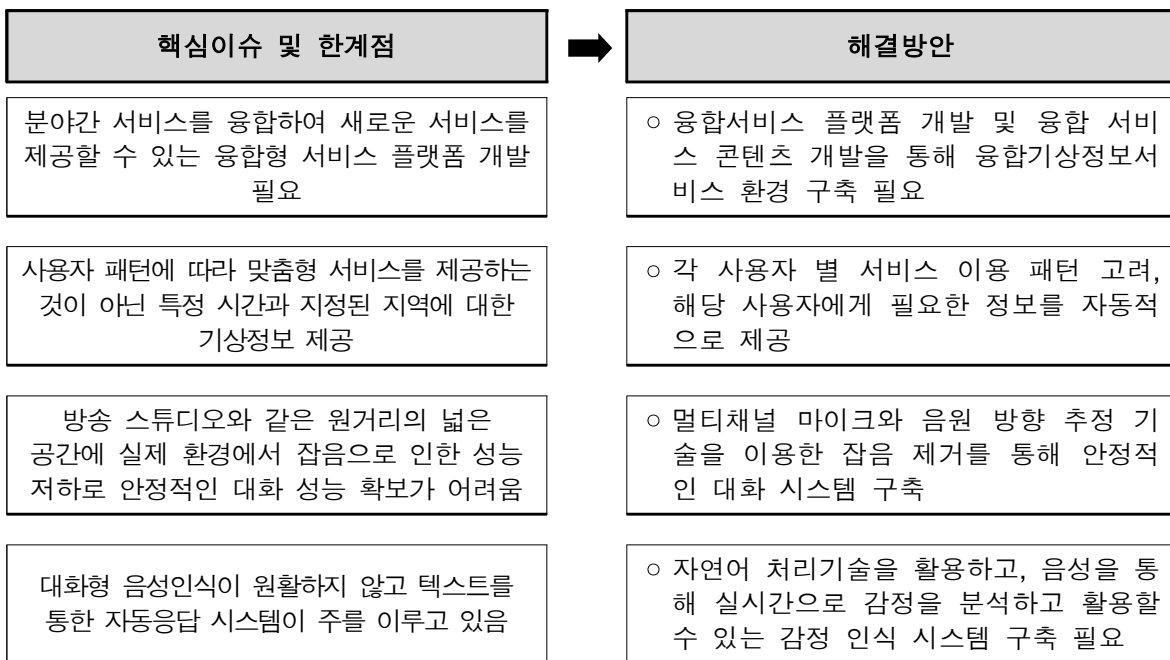 핵심이슈 및 한계점
해결방안
분야간 서비스를 융합하여 새로운 서비스를
제공할 수 있는 융합형 서비스 플랫폼 개발
필요
○ 융합서비스 플랫폼 개발 및 융합 서비
스 콘텐츠 개발을 통해 융합기상정보서
비스 환경 구축 필요
사용자 패턴에 따라 맞춤형 서비스를 제공하는
것이 아닌 특정 시간과 지정된 지역에 대한
기상정보 제공
○ 각 사용자 별 서비스 이용 패턴 고려,
해당 사용자에게 필요한 정보를 자동적
으로 제공
방송 스튜디오와 같은 원거리의 넓은
공간에 실제 환경에서 잡음으로 인한 성능
저하로 안정적인 대화 성능 확보가 어려움
○ 멀티채널 마이크와 음원 방향 추정 기
술을 이용한 잡음 제거를 통해 안정적
인 대화 시스템 구축
대화형 음성인식이 원활하지 않고 텍스트를
통한 자동응답 시스템이 주를 이루고 있음
○ 자연어 처리기술을 활용하고, 음성을 통
해 실시간으로 감정을 분석하고 활용할
수 있는 감정 인식 시스템 구축 필요